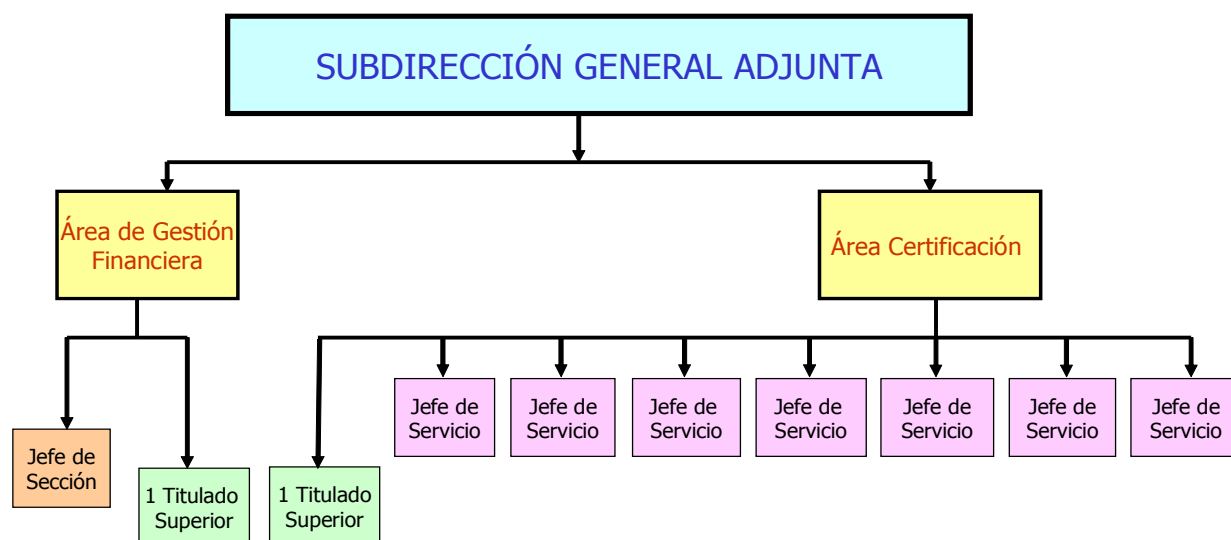 SUBDIRECCIÓN GENERAL ADJUNTA
Área de Gestión
Financiera
Área Certificación
Jefe de
Servicio
Jefe de
Servicio
Jefe de
Servicio
Jefe de
Servicio
Jefe de
Servicio
Jefe de
Servicio
Jefe de
Servicio
Jefe de
Sección
1 Titulado
Superior
1 Titulado
Superior